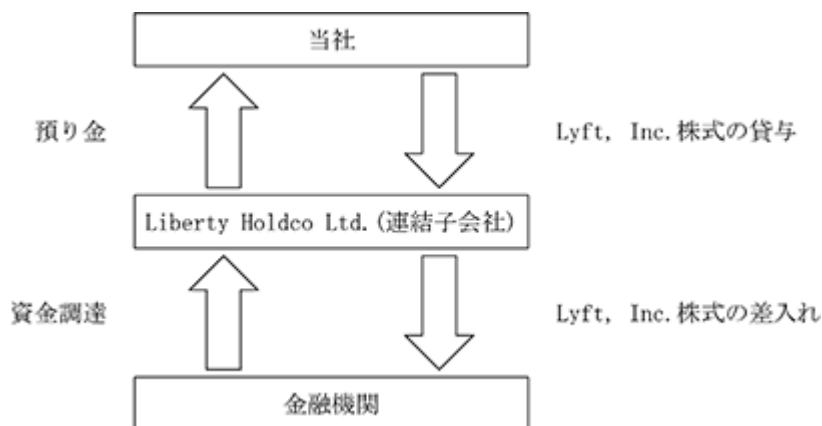 当社
預り金
Lyft, Inc.株式の貸与
Liberty Holdco Ltd.(連結子会社)
資金調達
Lyft, Inc.株式の差入れ
金融機関